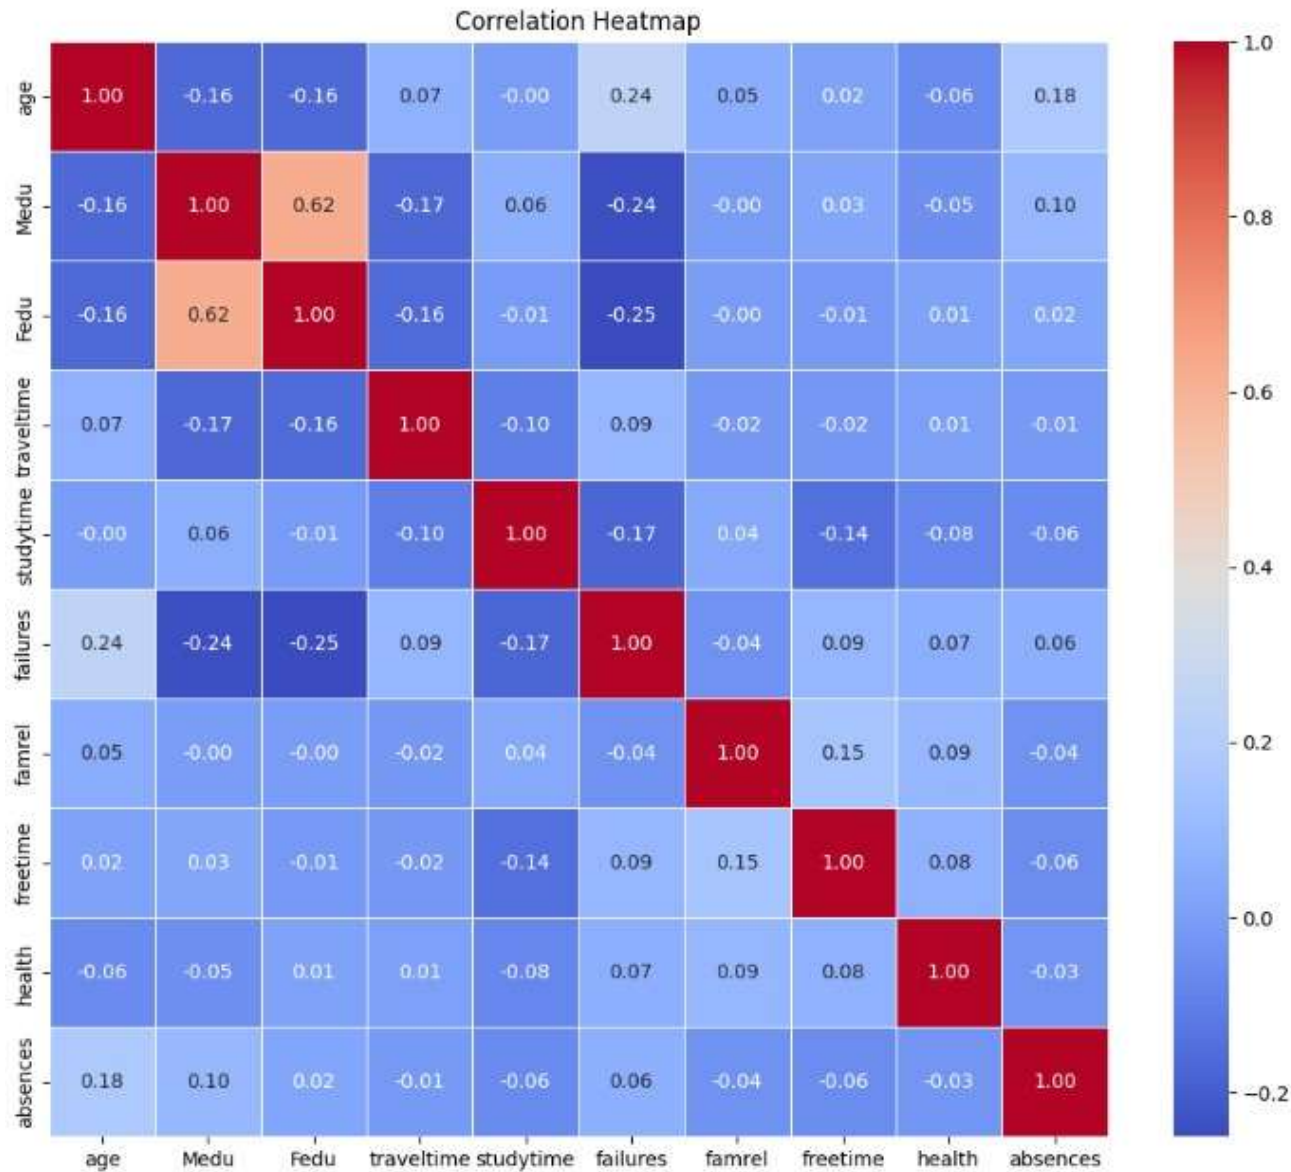 Correlation Heatmap
age 1.00 -0.16 -0.16 0.07 -0.00 0.24 0.05 0.02 -0.06 0.18
Medu -0.16 1.00 0.62 -0.17 0.06 -0.24 -0.00 0.03 -0.05 0.10
Fedu -0.16 0.62 1.00 -0.16 -0.01 -0.25 -0.00 -0.01 0.01 0.02
traveltime 0.07 -0.17 -0.16 1.00 -0.10 0.09 -0.02 -0.02 0.01 -0.01
studytime -0.00 0.06 -0.01 -0.10 1.00 -0.17 0.04 -0.14 -0.08 -0.06
failures 0.24 -0.24 -0.25 0.09 -0.17 1.00 -0.04 0.09 0.07 0.06
famrel 0.05 -0.00 -0.00 -0.02 0.04 -0.04 1.00 0.15 0.09 -0.04
freetime 0.02 0.03 -0.01 -0.02 -0.14 0.09 0.15 1.00 0.08 -0.06
health -0.06 -0.05 0.01 0.01 -0.08 0.07 0.09 0.08 1.00 -0.03
absences 0.18 0.10 0.02 -0.01 -0.06 0.06 -0.04 -0.06 -0.03 1.00
age Medu Fedu traveltime studytime failures famrel freetime health absences
1.0
0.8
0.6
0.4
0.2
0.0
−0.2